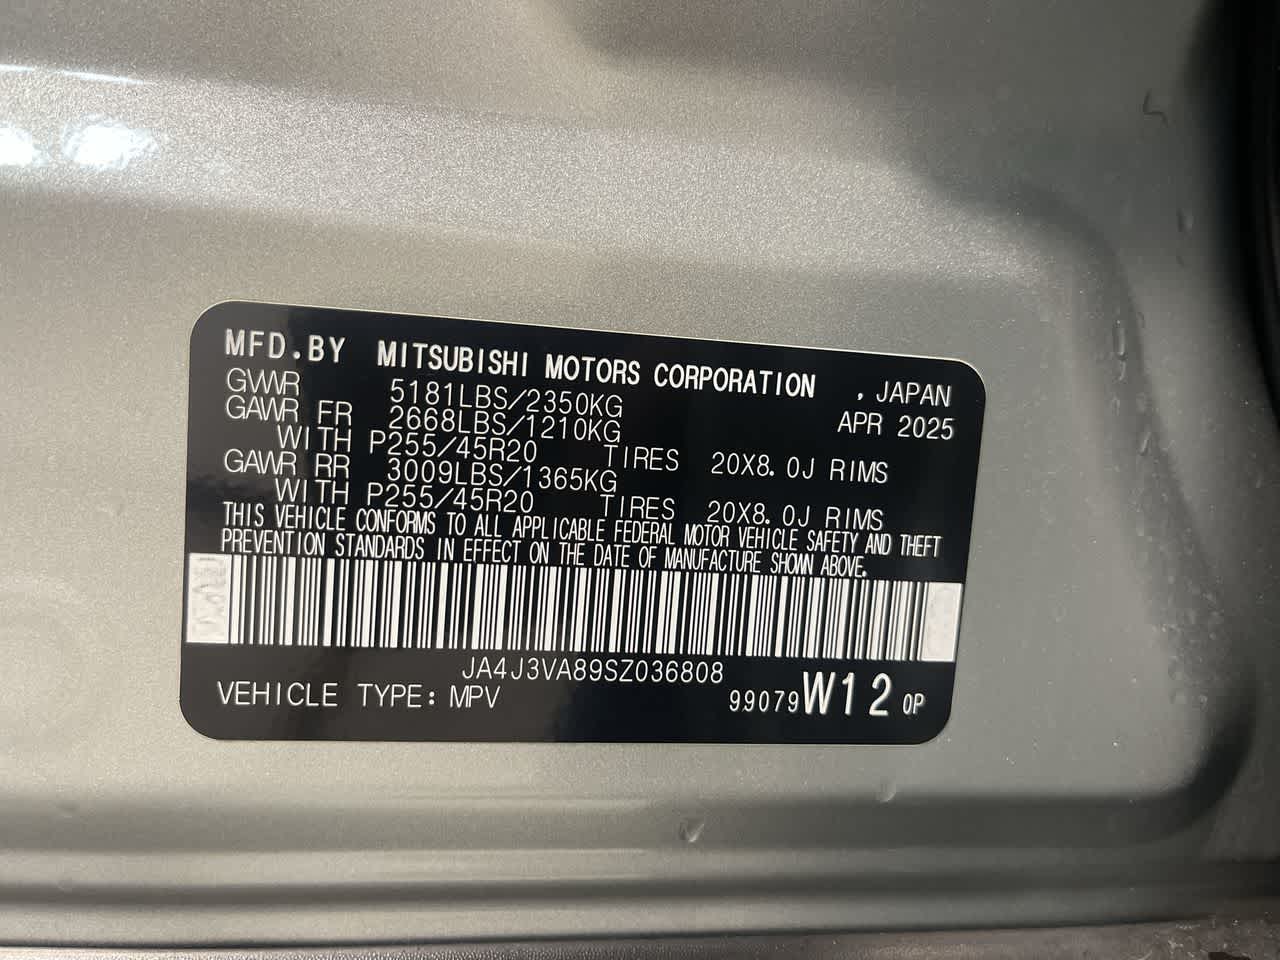 MFD.BY MITSUBISHI MOTORS CORPORATION , JAPAN
GVWR 5181LBS/2350KG APR 2025
GAWR FR 2668LBS/1210KG
WITH P255/45R20 TIRES 20X8.0J RIMS
GAWR RR 3009LBS/1365KG
WITH P255/45R20 TIRES 20X8.0J RIMS
THIS VEHICLE CONFORMS TO ALL APPLICABLE FEDERAL MOTOR VEHICLE SAFETY AND THEFT
PREVENTION STANDARDS IN EFFECT ON THE DATE OF MANUFACTURE SHOWN ABOVE.
JA4J3VA89SZ036808
VEHICLE TYPE: MPV 99079 W12 0P